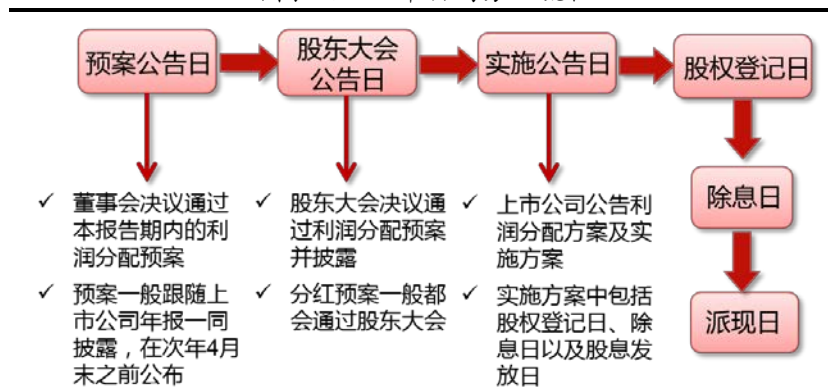 预案公告日
股东大会
公告日
实施公告日
股权登记日
除息日
派现日
✓ 董事会决议通过
本报告期内的利
润分配预案
✓ 预案一般跟随上
市公司年报一同
披露，在次年4月
末之前公布
✓ 股东大会决议通
过利润分配预案
并披露
✓ 分红预案一般都
会通过股东大会
✓ 上市公司公告利
润分配方案及实
施方案
✓ 实施方案中包括
股权登记日、除
息日以及股息发
放日